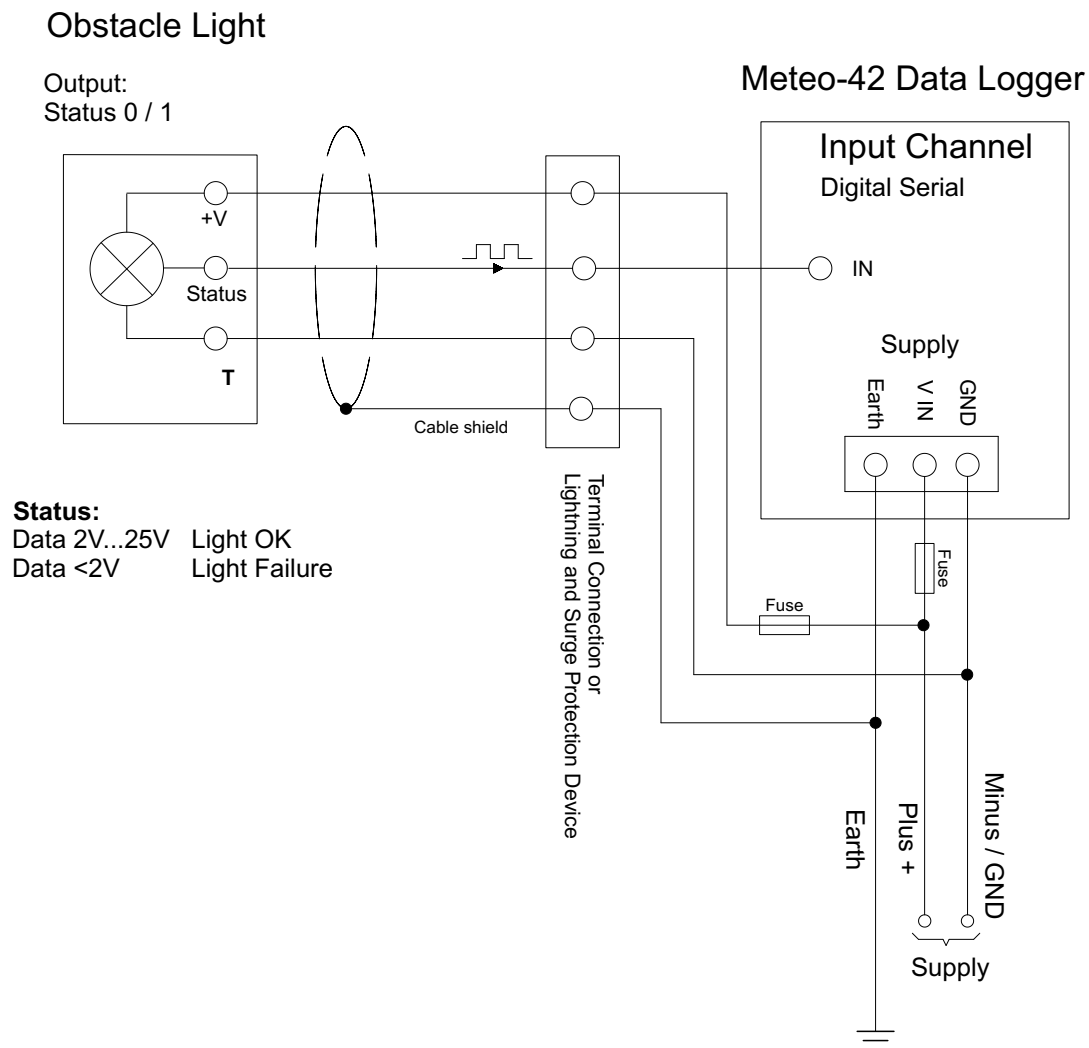 Obstacle Light
Output:
Status 0 / 1
Meteo-42 Data Logger
Input Channel
Digital Serial
+V
IN
Status
Supply
T
Earth
V IN
GND
Cable shield
Status:
Data 2V...25V Light OK
Data <2V Light Failure
Terminal Connection or
Lightning and Surge Protection Device
Fuse
Fuse
Earth
Plus +
Minus / GND
Supply